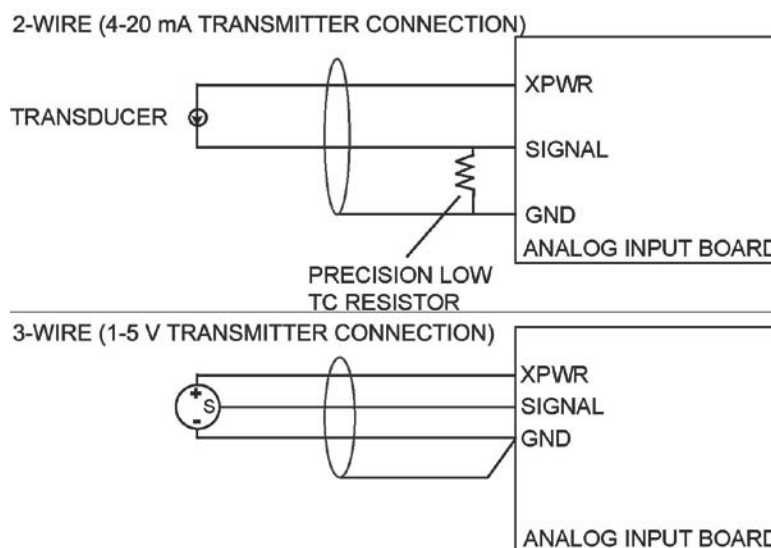 2-WIRE (4-20 mA TRANSMITTER CONNECTION)
XPWR
TRANSDUCER
SIGNAL
GND
ANALOG INPUT BOARD
PRECISION LOW
TC RESISTOR
3-WIRE (1-5 V TRANSMITTER CONNECTION)
XPWR
+
S
SIGNAL
-
GND
ANALOG INPUT BOARD